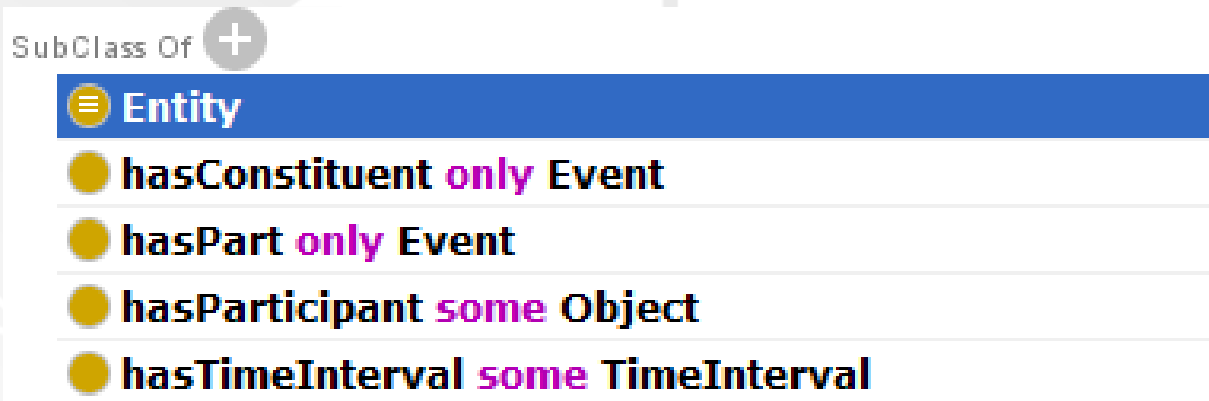 SubClass Of
Entity
hasConstituent only Event
hasPart only Event
hasParticipant some Object
hasTimeInterval some TimeInterval